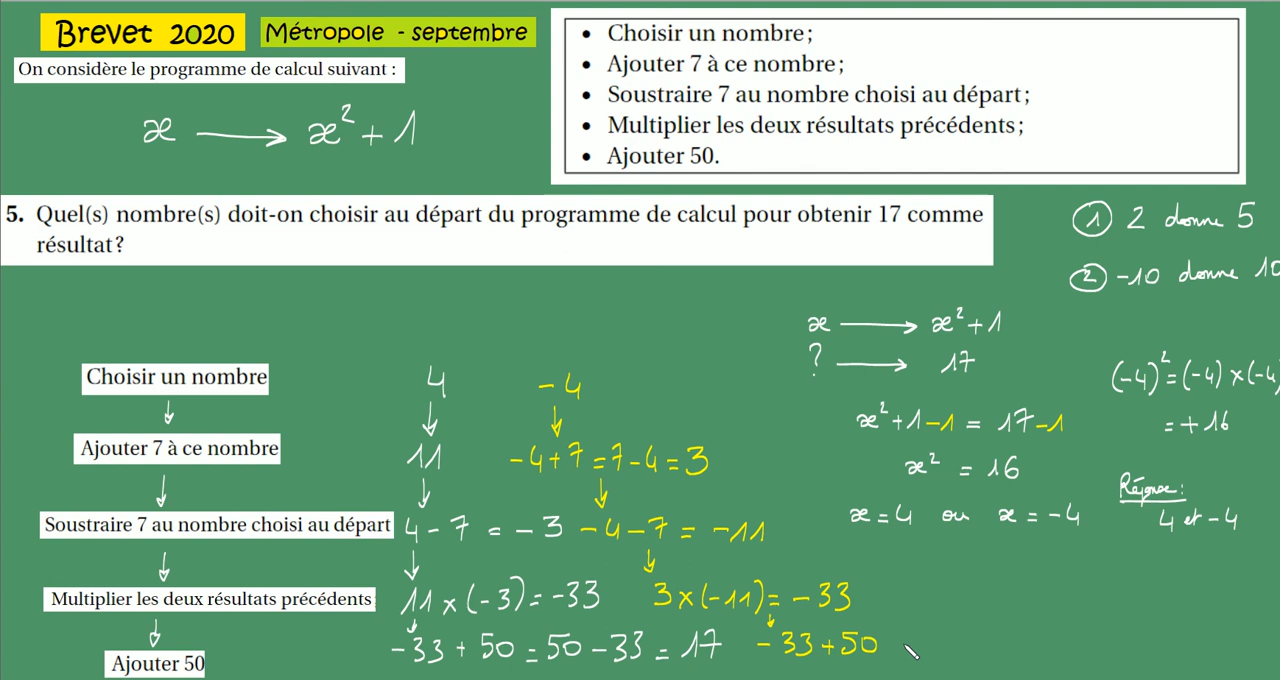 Brevet 2020 Métropole - septembre
On considère le programme de calcul suivant :
x ⟶ x² + 1
• Choisir un nombre;
• Ajouter 7 à ce nombre;
• Soustraire 7 au nombre choisi au départ;
• Multiplier les deux résultats précédents;
• Ajouter 50.
5. Quel(s) nombre(s) doit-on choisir au départ du programme de calcul pour obtenir 17 comme
résultat?
① 2 donne 5
② -10 donne 10
Choisir un nombre
↓
Ajouter 7 à ce nombre
↓
Soustraire 7 au nombre choisi au départ
↓
Multiplier les deux résultats précédents
↓
Ajouter 50
4
↓
11
↓
4 - 7 = -3
↓
11 × (-3) = -33
↓
-33 + 50 = 50 - 33 = 17
-4
↓
-4 + 7 = 7 - 4 = 3
↓
-4 - 7 = -11
↓
3 × (-11) = -33
↓
-33 + 50
x ⟶ x² + 1
? ⟶ 17
x² + 1 - 1 = 17 - 1
x² = 16
x = 4 ou x = -4
(-4)² = (-4) × (-4
= +16
Réponse :
4 et -4